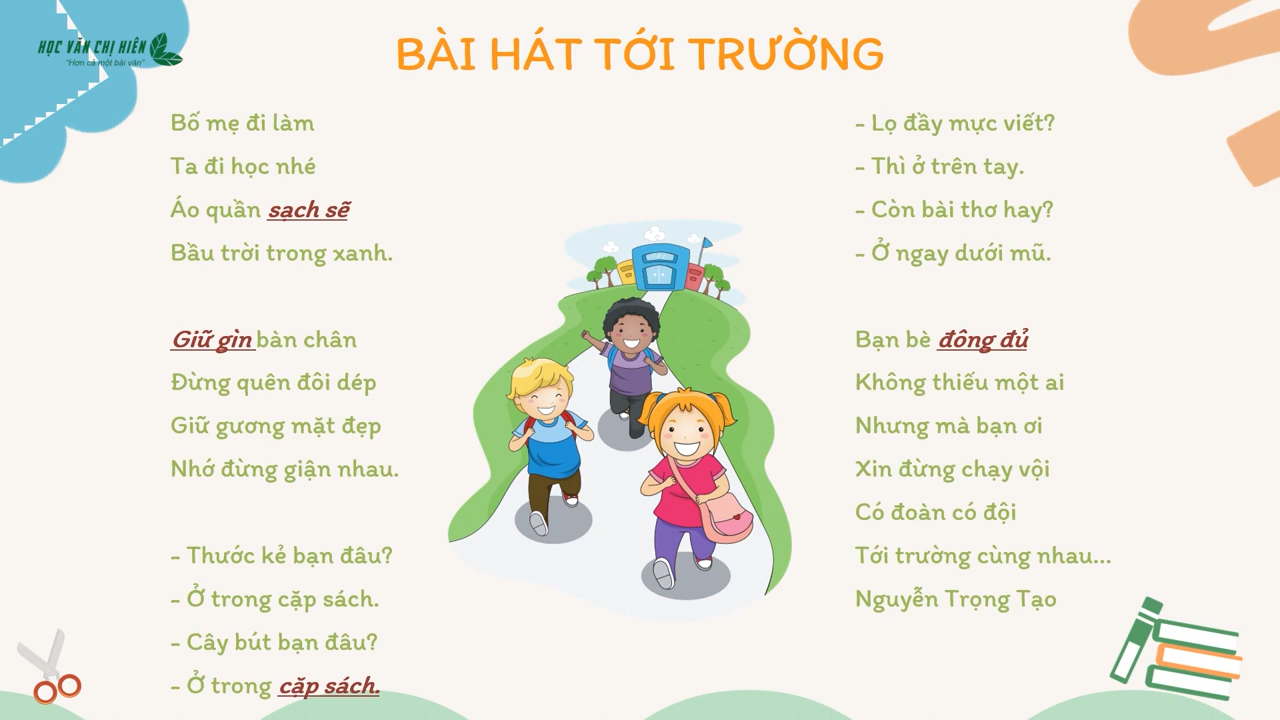 HỌC VĂN CHỊ HIÊN
"Hơn cả một bài văn"
BÀI HÁT TỚI TRƯỜNG
Bố mẹ đi làm
Ta đi học nhé
Áo quần sạch sẽ
Bầu trời trong xanh.
Giữ gìn bàn chân
Đừng quên đôi dép
Giữ gương mặt đẹp
Nhớ đừng giận nhau.
- Thước kẻ bạn đâu?
- Ở trong cặp sách.
- Cây bút bạn đâu?
- Ở trong cặp sách.
- Lọ đầy mực viết?
- Thì ở trên tay.
- Còn bài thơ hay?
- Ở ngay dưới mũ.
Bạn bè đông đủ
Không thiếu một ai
Nhưng mà bạn ơi
Xin đừng chạy vội
Có đoàn có đội
Tới trường cùng nhau...
Nguyễn Trọng Tạo